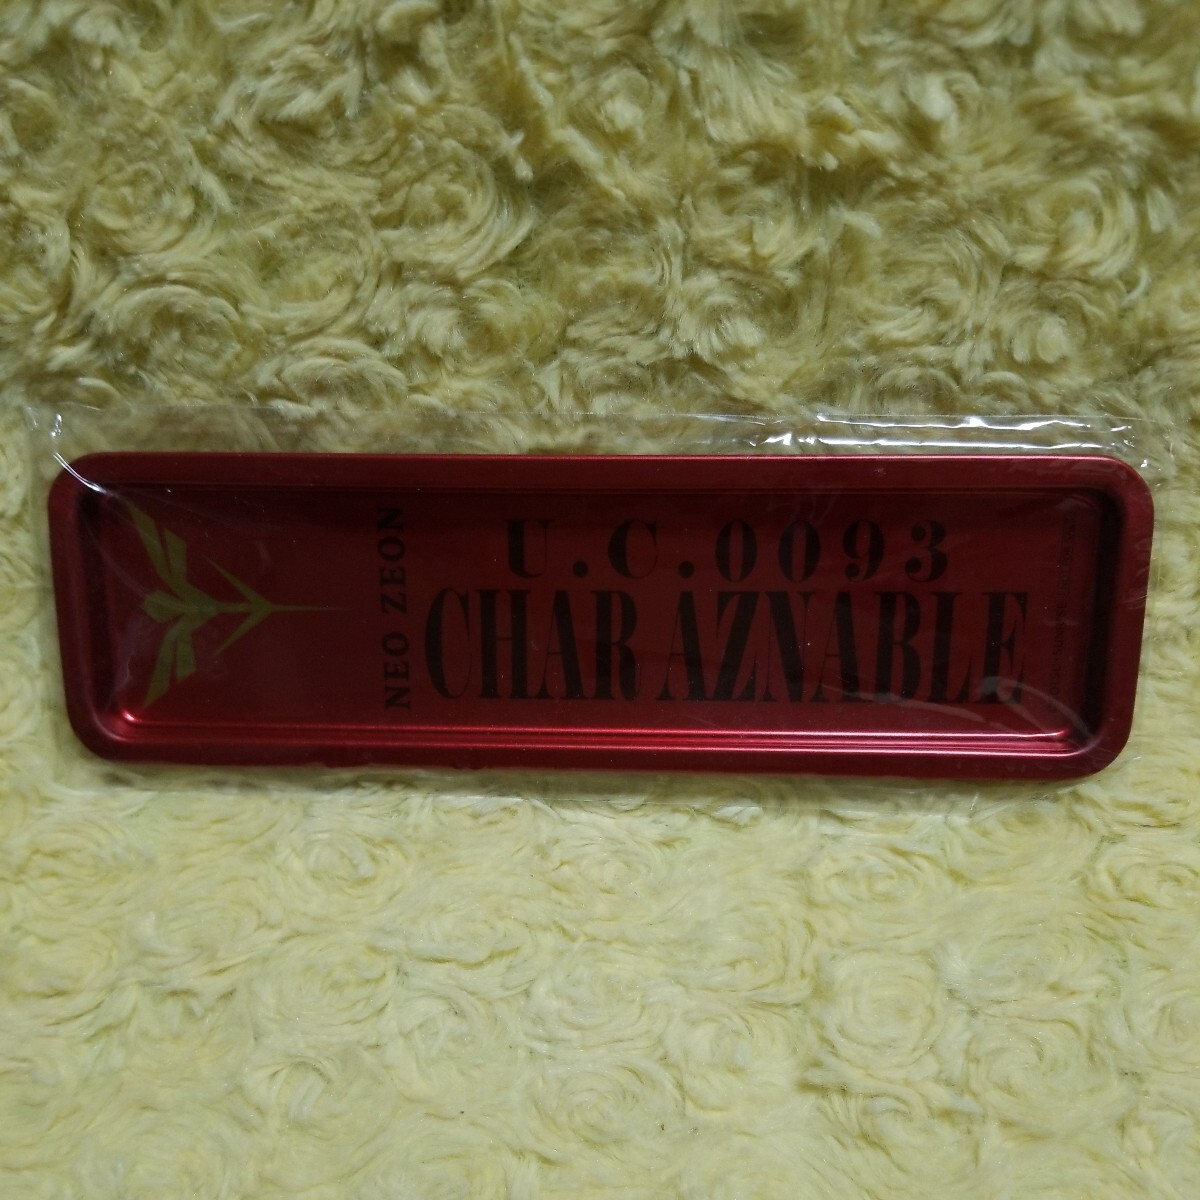 NEO ZEON
U.C.0093
CHAR AZNABLE